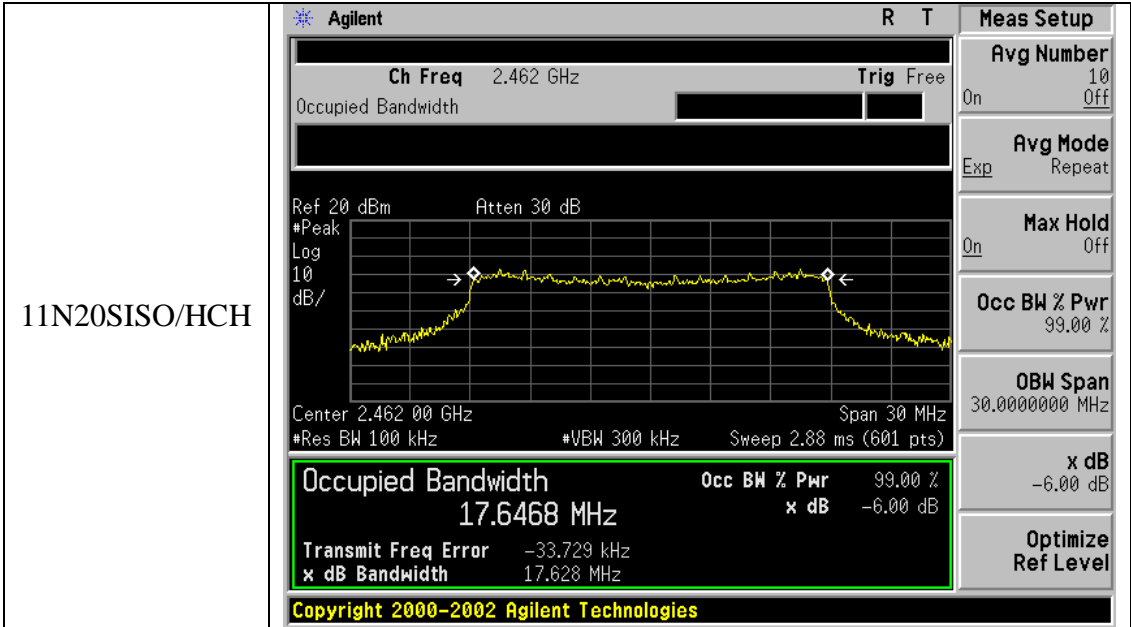 11N20SISO/HCH
Agilent
R T
Ch Freq 2.462 GHz
Trig Free
Occupied Bandwidth
Ref 20 dBm Atten 30 dB
#Peak
Log
10
dB/
Center 2.462 00 GHz
Span 30 MHz
#Res BW 100 kHz
#VBW 300 kHz
Sweep 2.88 ms (601 pts)
Occupied Bandwidth
17.6468 MHz
Occ BW % Pwr 99.00 %
x dB -6.00 dB
Transmit Freq Error -33.729 kHz
x dB Bandwidth 17.628 MHz
Copyright 2000-2002 Agilent Technologies
Meas Setup
Avg Number
10
On Off
Avg Mode
Exp Repeat
Max Hold
On Off
Occ BW % Pwr
99.00 %
OBW Span
30.0000000 MHz
x dB
-6.00 dB
Optimize
Ref Level